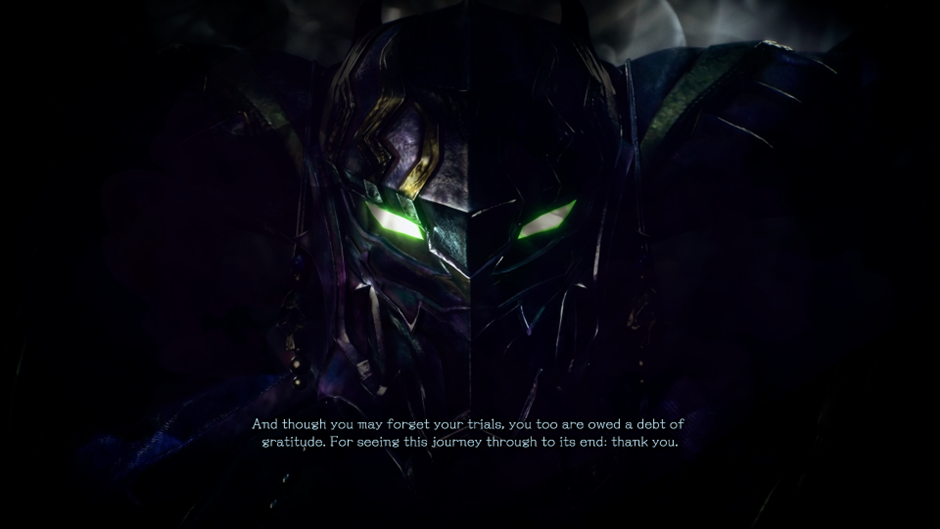 And though you may forget your trials, you too are owed a debt of
gratitude. For seeing this journey through to its end: thank you.